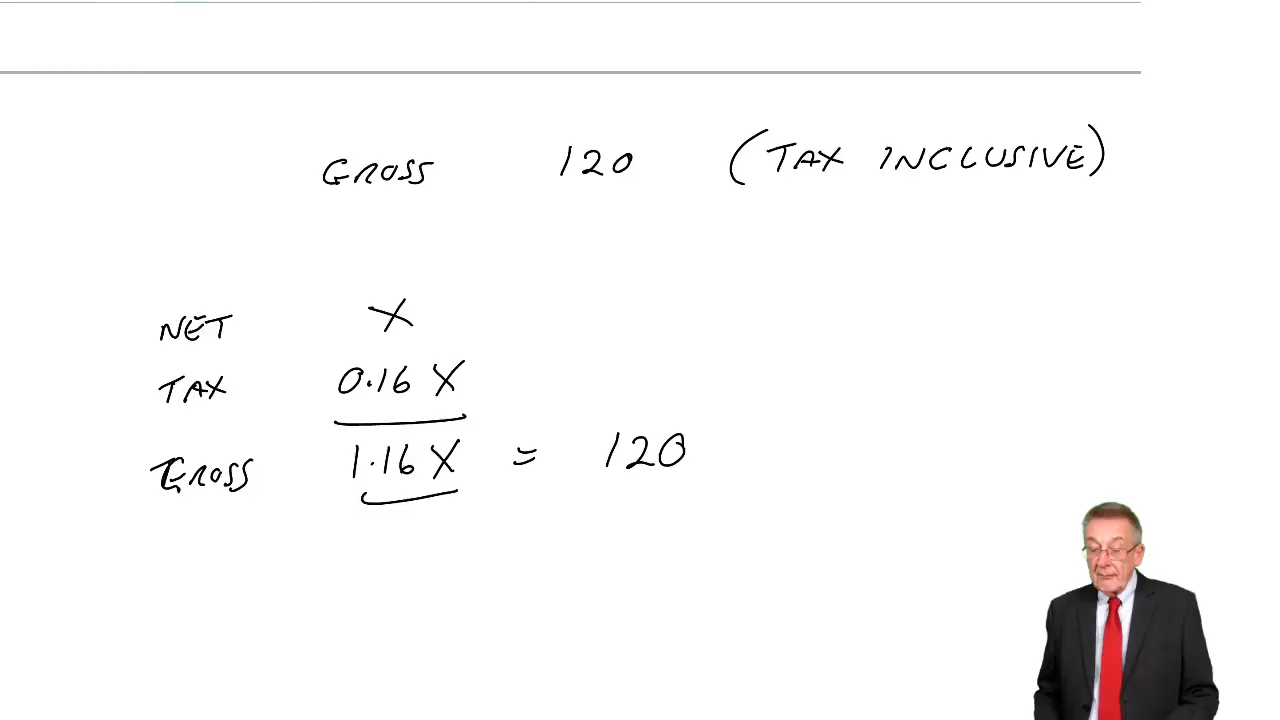 GROSS 120 (TAX INCLUSIVE)
NET X
TAX 0.16 X
GROSS 1.16 X = 120